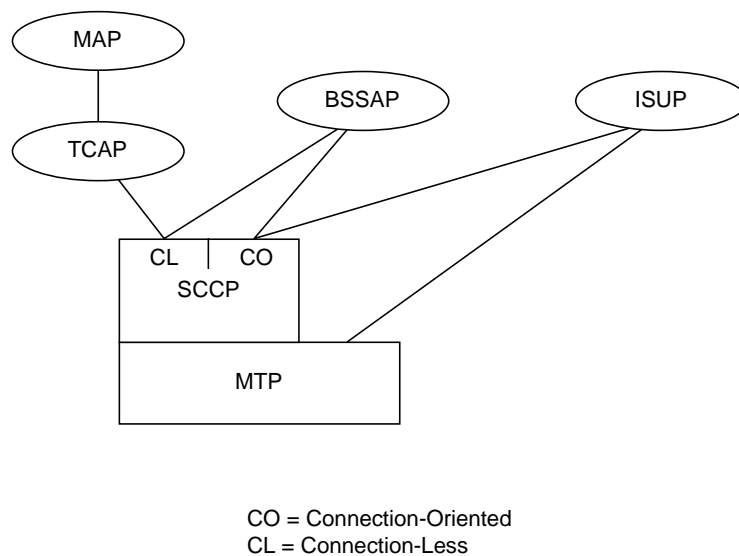 MAP
BSSAP
ISUP
TCAP
CL
CO
SCCP
MTP
CO = Connection-Oriented
CL = Connection-Less